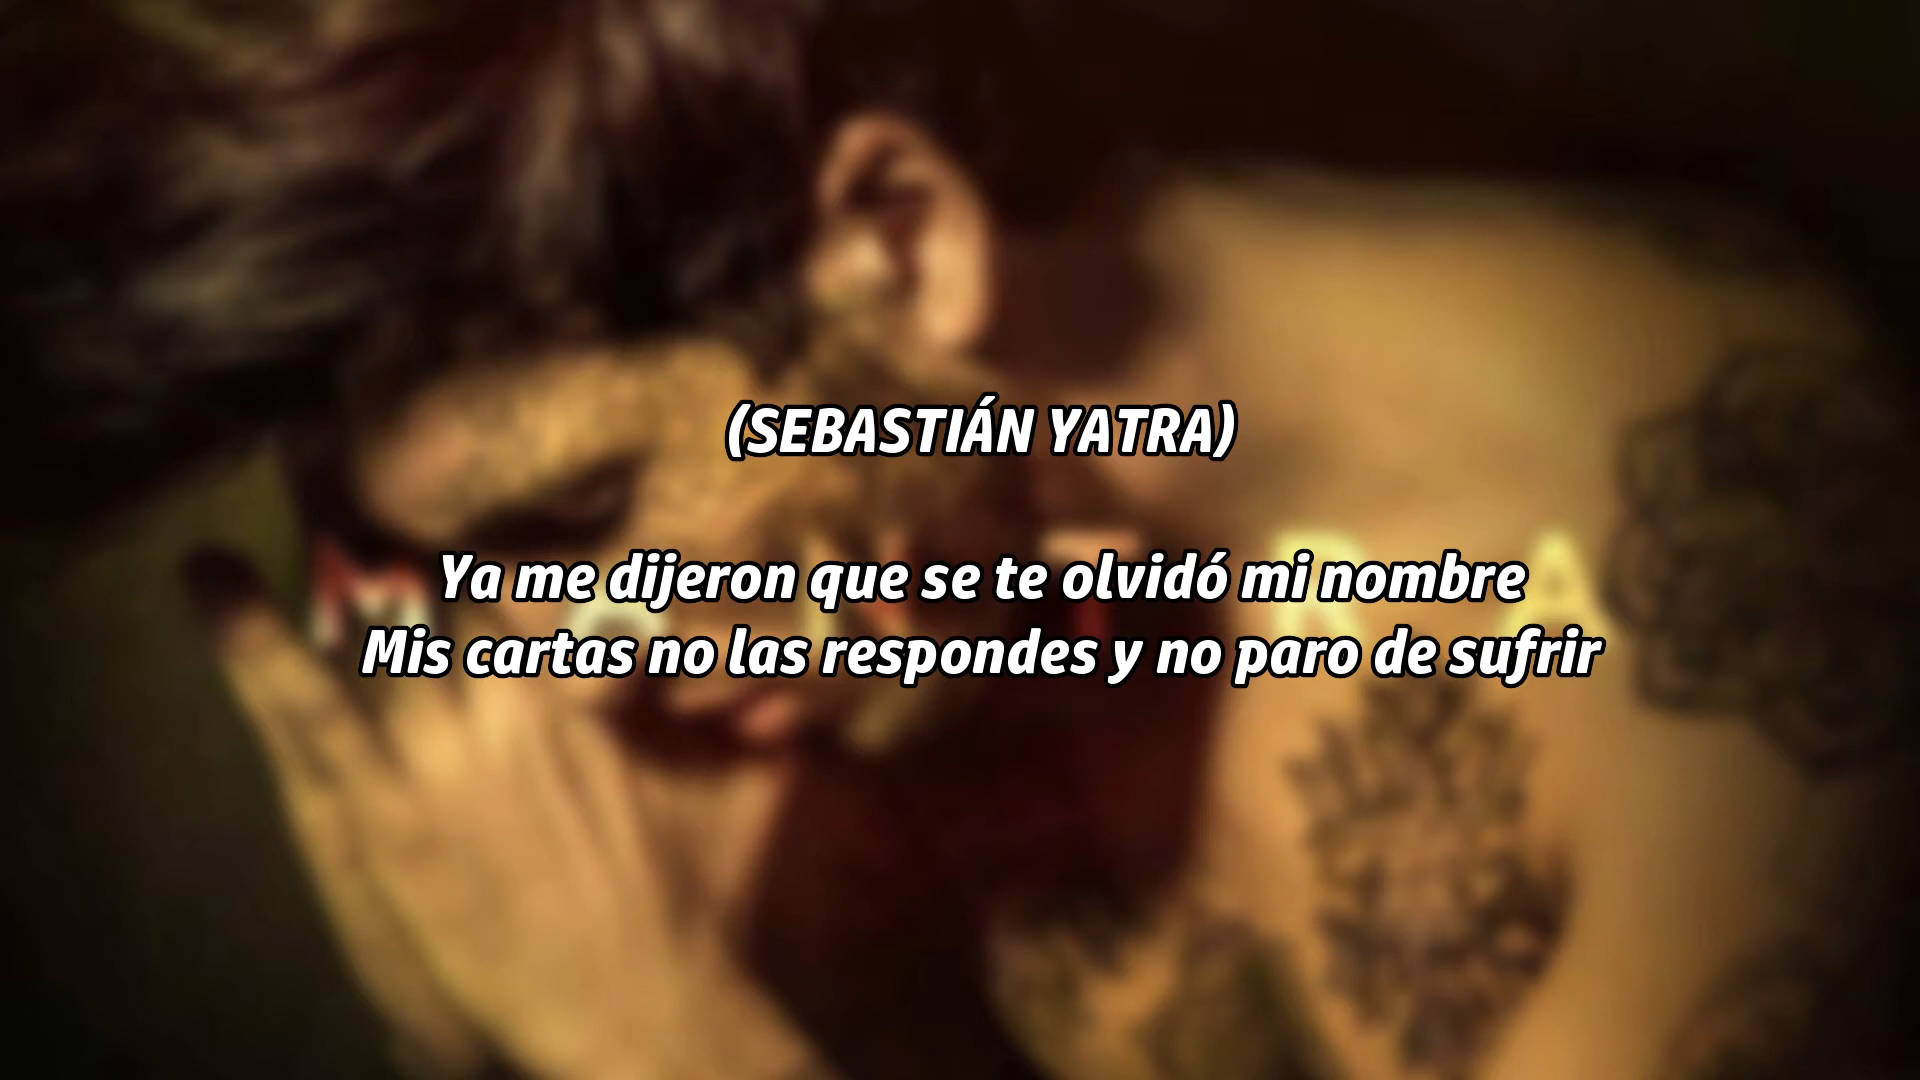 (SEBASTIÁN YATRA)
Ya me dijeron que se te olvidó mi nombre
Mis cartas no las respondes y no paro de sufrir